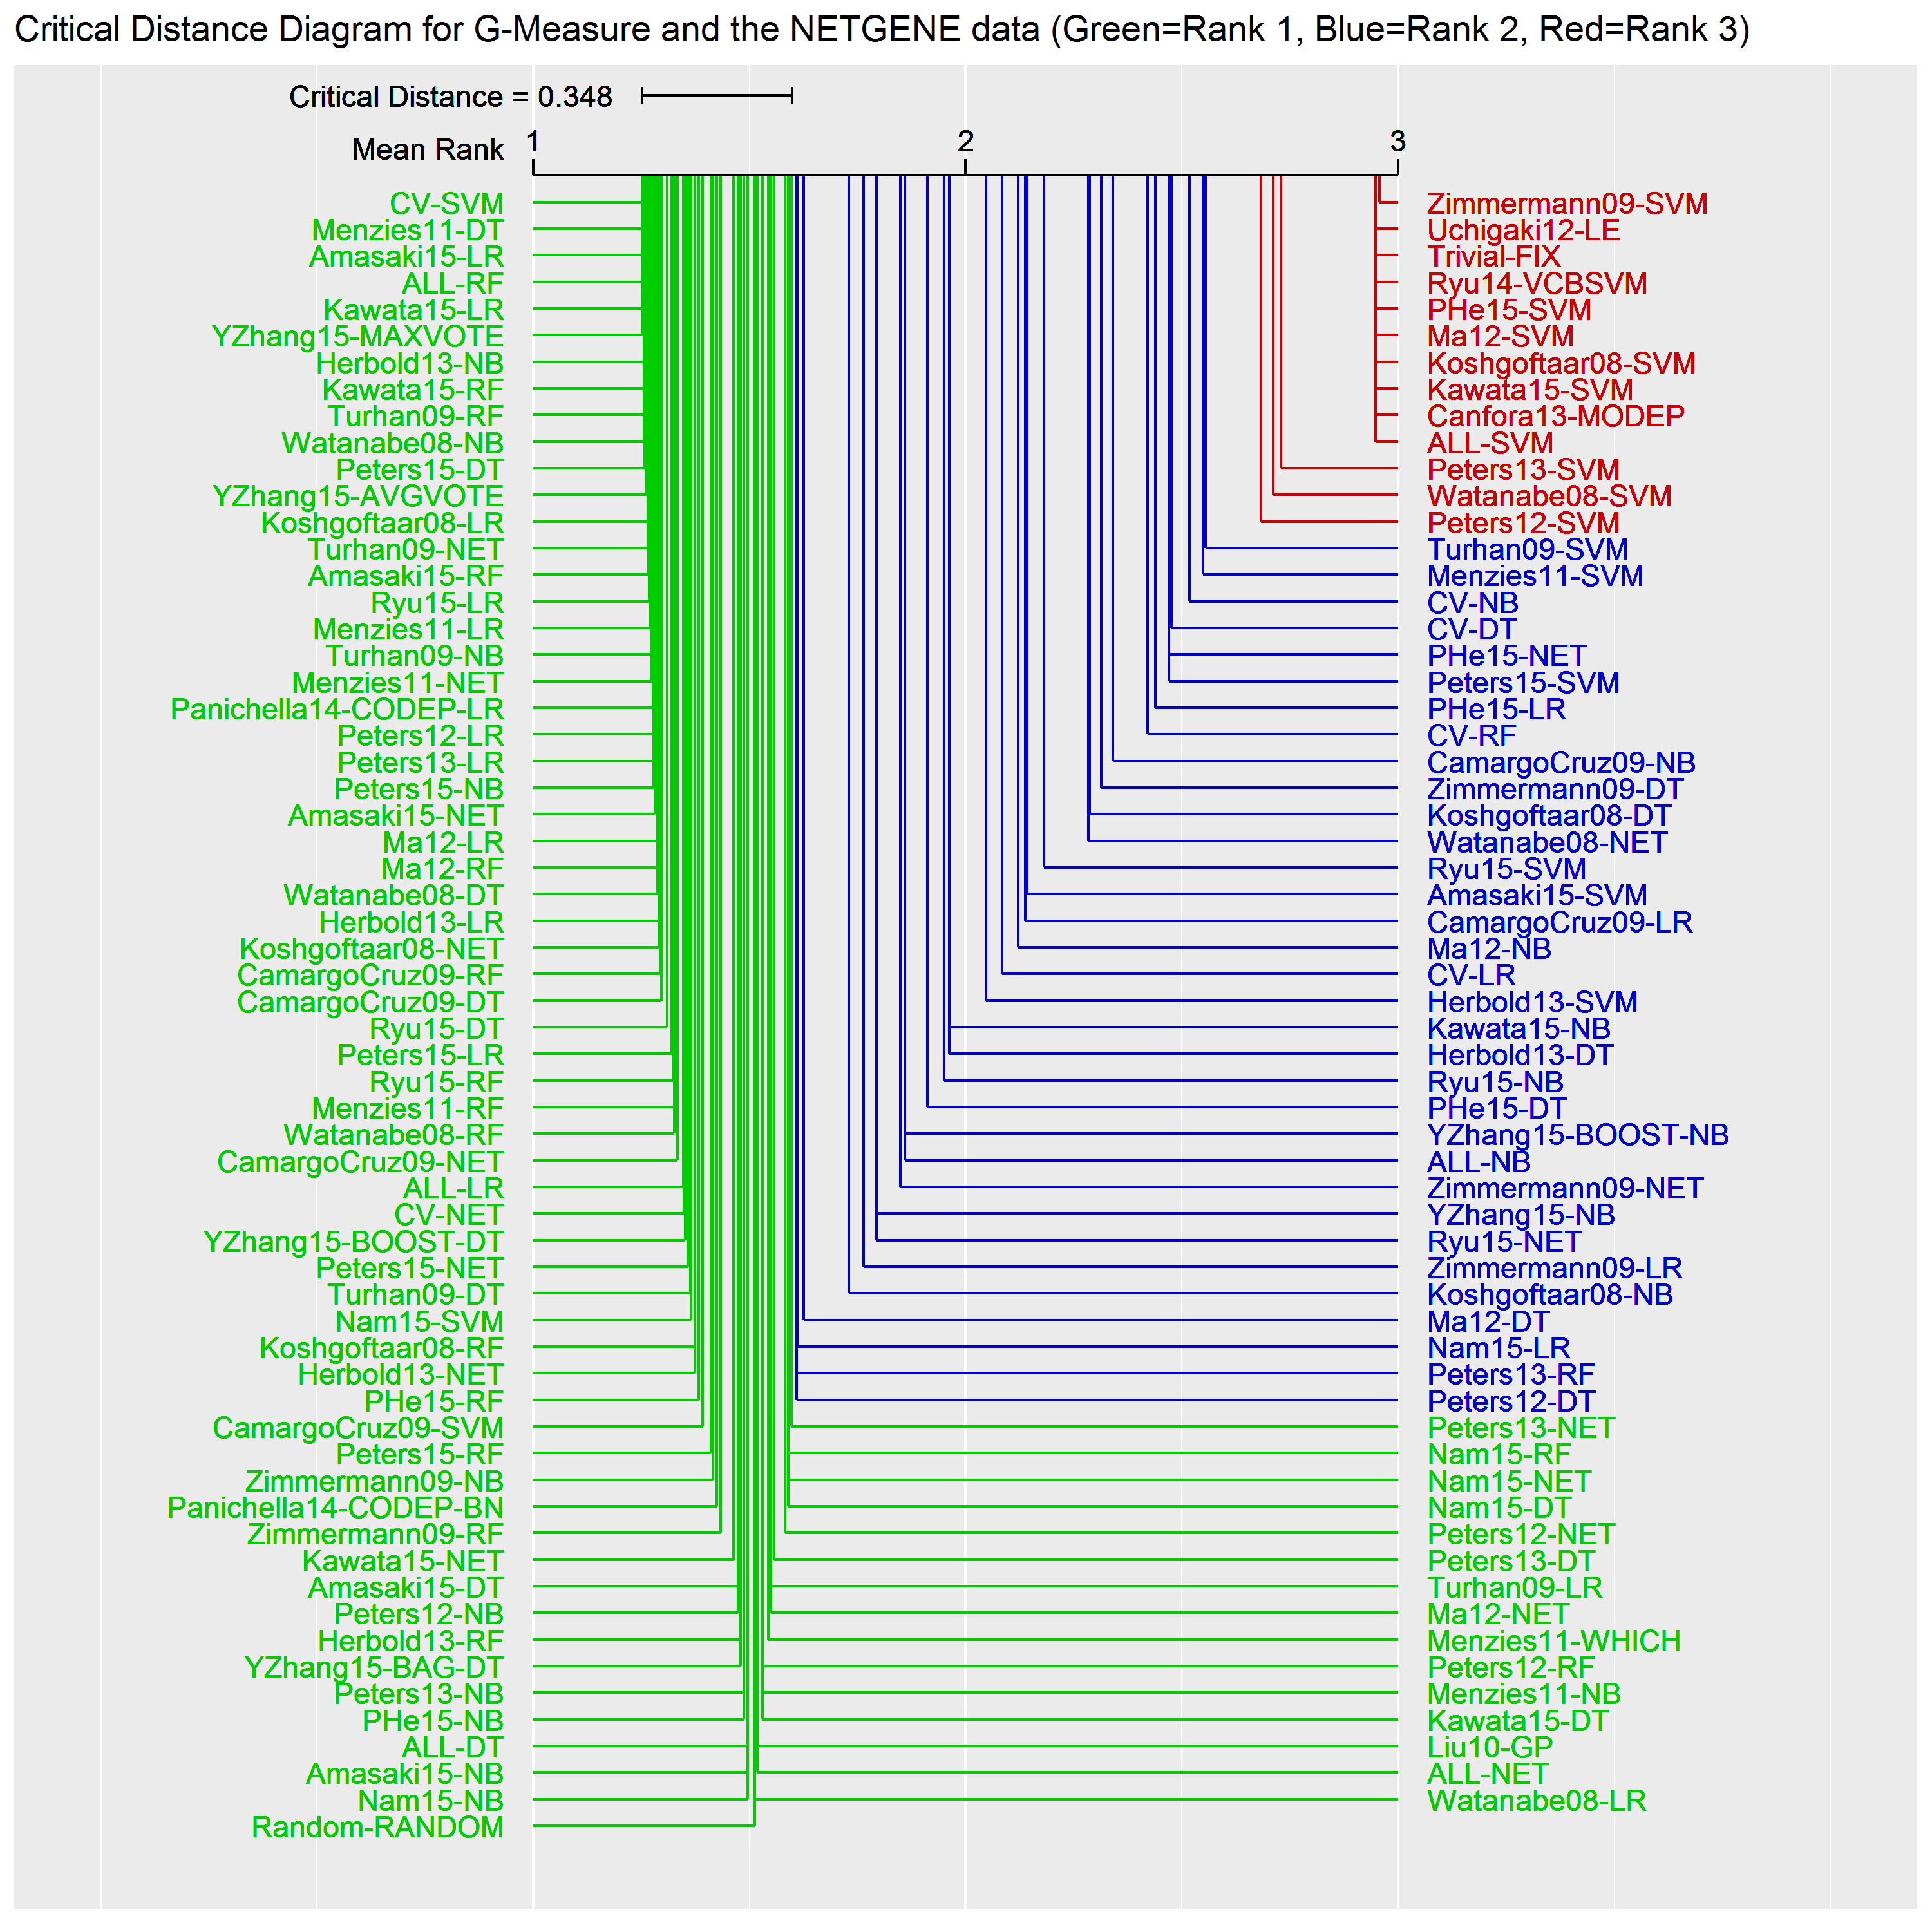 Critical Distance Diagram for G-Measure and the NETGENE data (Green=Rank 1, Blue=Rank 2, Red=Rank 3)
Critical Distance = 0.348
Mean Rank
1
2
3
CV-SVM
Menzies11-DT
Amasaki15-LR
ALL-RF
Kawata15-LR
YZhang15-MAXVOTE
Herbold13-NB
Kawata15-RF
Turhan09-RF
Watanabe08-NB
Peters15-DT
YZhang15-AVGVOTE
Koshgoftaar08-LR
Turhan09-NET
Amasaki15-RF
Ryu15-LR
Menzies11-LR
Turhan09-NB
Menzies11-NET
Panichella14-CODEP-LR
Peters12-LR
Peters13-LR
Peters15-NB
Amasaki15-NET
Ma12-LR
Ma12-RF
Watanabe08-DT
Herbold13-LR
Koshgoftaar08-NET
CamargoCruz09-RF
CamargoCruz09-DT
Ryu15-DT
Peters15-LR
Ryu15-RF
Menzies11-RF
Watanabe08-RF
CamargoCruz09-NET
ALL-LR
CV-NET
YZhang15-BOOST-DT
Peters15-NET
Turhan09-DT
Nam15-SVM
Koshgoftaar08-RF
Herbold13-NET
PHe15-RF
CamargoCruz09-SVM
Peters15-RF
Zimmermann09-NB
Panichella14-CODEP-BN
Zimmermann09-RF
Kawata15-NET
Amasaki15-DT
Peters12-NB
Herbold13-RF
YZhang15-BAG-DT
Peters13-NB
PHe15-NB
ALL-DT
Amasaki15-NB
Nam15-NB
Random-RANDOM
Zimmermann09-SVM
Uchigaki12-LE
Trivial-FIX
Ryu14-VCBSVM
PHe15-SVM
Ma12-SVM
Koshgoftaar08-SVM
Kawata15-SVM
Canfora13-MODEP
ALL-SVM
Peters13-SVM
Watanabe08-SVM
Peters12-SVM
Turhan09-SVM
Menzies11-SVM
CV-NB
CV-DT
PHe15-NET
Peters15-SVM
PHe15-LR
CV-RF
CamargoCruz09-NB
Zimmermann09-DT
Koshgoftaar08-DT
Watanabe08-NET
Ryu15-SVM
Amasaki15-SVM
CamargoCruz09-LR
Ma12-NB
CV-LR
Herbold13-SVM
Kawata15-NB
Herbold13-DT
Ryu15-NB
PHe15-DT
YZhang15-BOOST-NB
ALL-NB
Zimmermann09-NET
YZhang15-NB
Ryu15-NET
Zimmermann09-LR
Koshgoftaar08-NB
Ma12-DT
Nam15-LR
Peters13-RF
Peters12-DT
Peters13-NET
Nam15-RF
Nam15-NET
Nam15-DT
Peters12-NET
Peters13-DT
Turhan09-LR
Ma12-NET
Menzies11-WHICH
Peters12-RF
Menzies11-NB
Kawata15-DT
Liu10-GP
ALL-NET
Watanabe08-LR